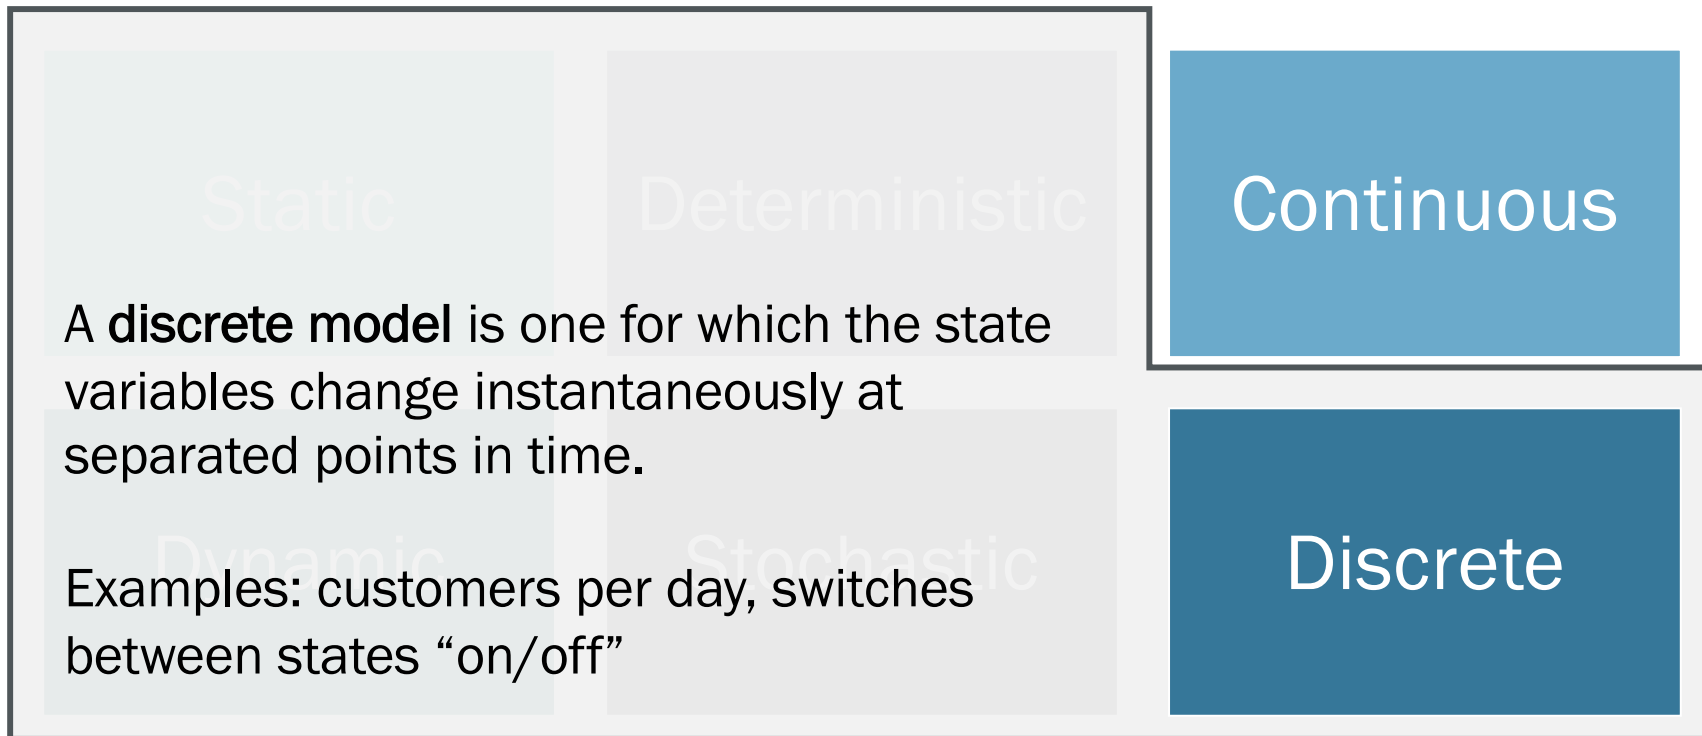 Static
Deterministic
Continuous
A discrete model is one for which the state
variables change instantaneously at
separated points in time.
Dynamic
Stochastic
Discrete
Examples: customers per day, switches
between states “on/off”